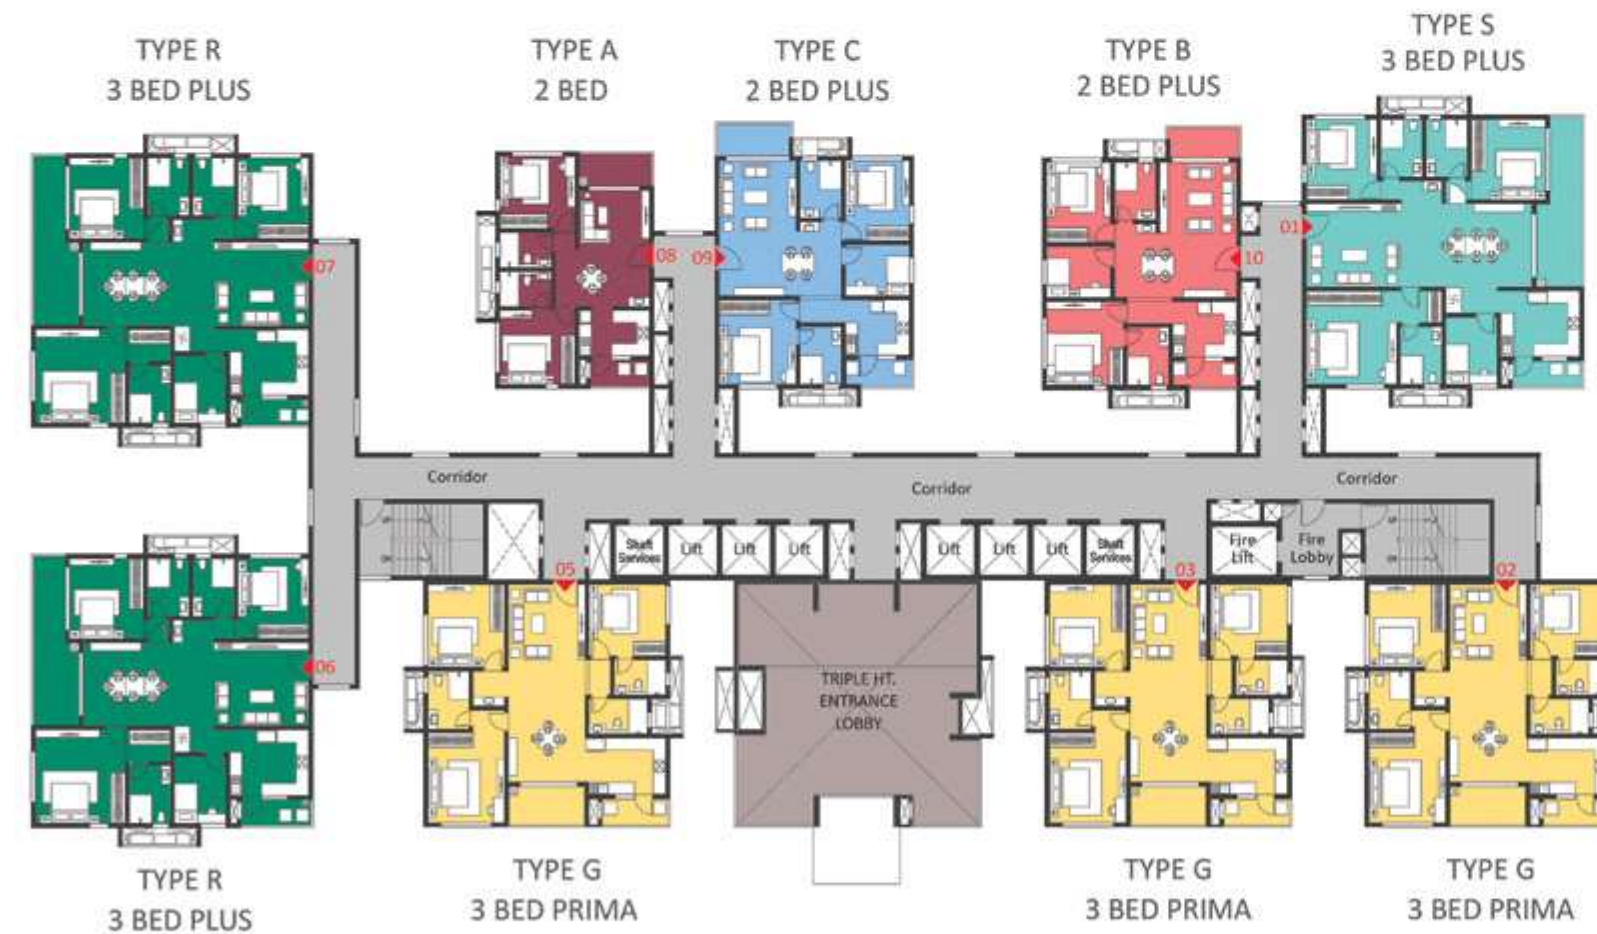 TYPE R
3 BED PLUS
TYPE A
2 BED
TYPE C
2 BED PLUS
TYPE B
2 BED PLUS
TYPE S
3 BED PLUS
07
08
09
10
01
Corridor
Corridor
Corridor
Shaft
Services
Lift
Lift
Lift
Lift
Lift
Lift
Shaft
Services
Fire
Lift
Fire
Lobby
05
03
02
06
TRIPLE HT.
ENTRANCE
LOBBY
TYPE R
3 BED PLUS
TYPE G
3 BED PRIMA
TYPE G
3 BED PRIMA
TYPE G
3 BED PRIMA